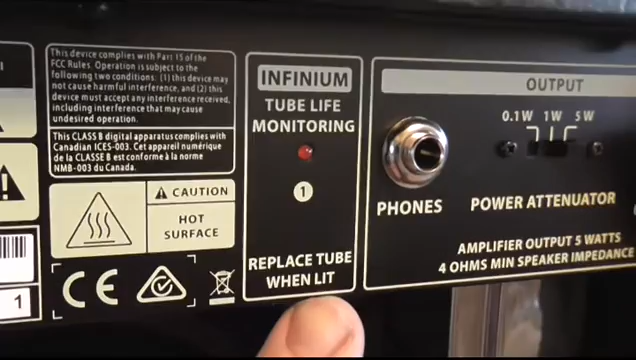 This device complies with Part 15 of the
FCC Rules. Operation is subject to the
following two conditions: (1) this device may
not cause harmful interference, and (2) this
device must accept any interference received,
including interference that may cause
undesired operation.
This CLASS B digital apparatus complies with
Canadian ICES-003. Cet appareil numérique
de la CLASSE B est conforme à la norme
NMB-003 du Canada.
CAUTION
HOT
SURFACE
CE
1
INFINIUM
TUBE LIFE
MONITORING
1
REPLACE TUBE
WHEN LIT
OUTPUT
0.1W 1W 5W
PHONES
POWER ATTENUATOR
AMPLIFIER OUTPUT 5 WATTS
4 OHMS MIN SPEAKER IMPEDANCE